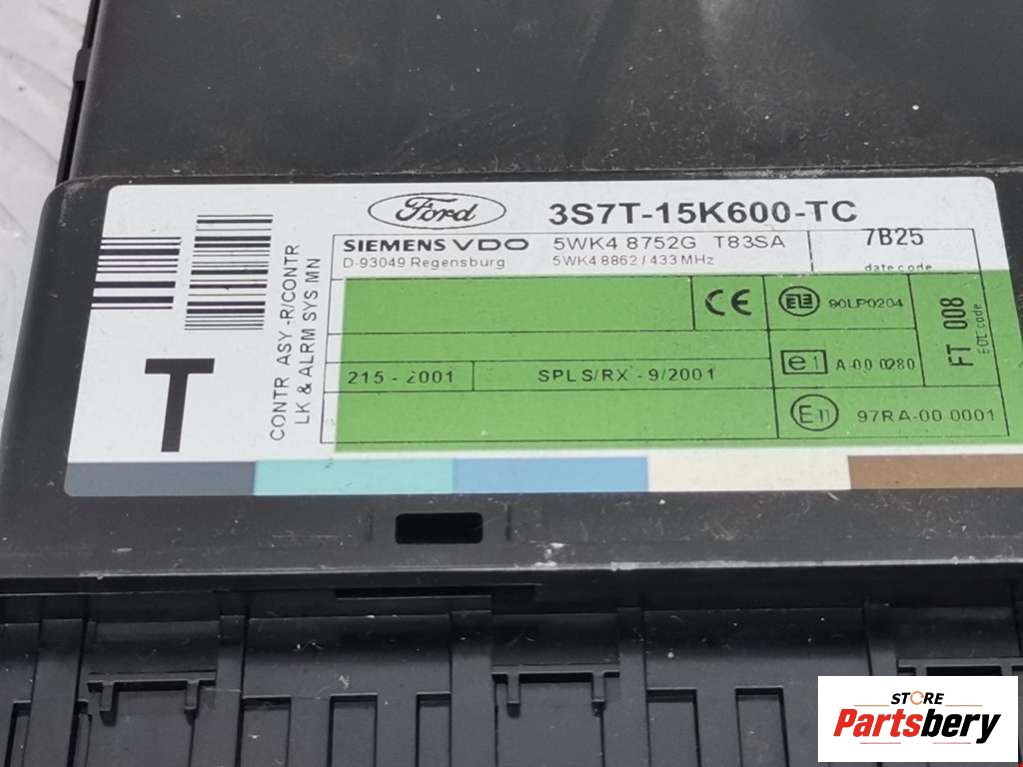 Ford 3S7T-15K600-TC
SIEMENS VDO 5WK4 8752G T83SA 7B25
D-93049 Regensburg 5WK4 8862/433 MHz date code
CONTR ASY -R/CONTR
LK & ALRM SYS MN
T
CE
ELE 90LP0204
FT 008
EOL code
215 - 2001 SPL S/RX - 9/2001
e1 A-00 0280
E-11 97RA-00 0001
STORE
Partsbery